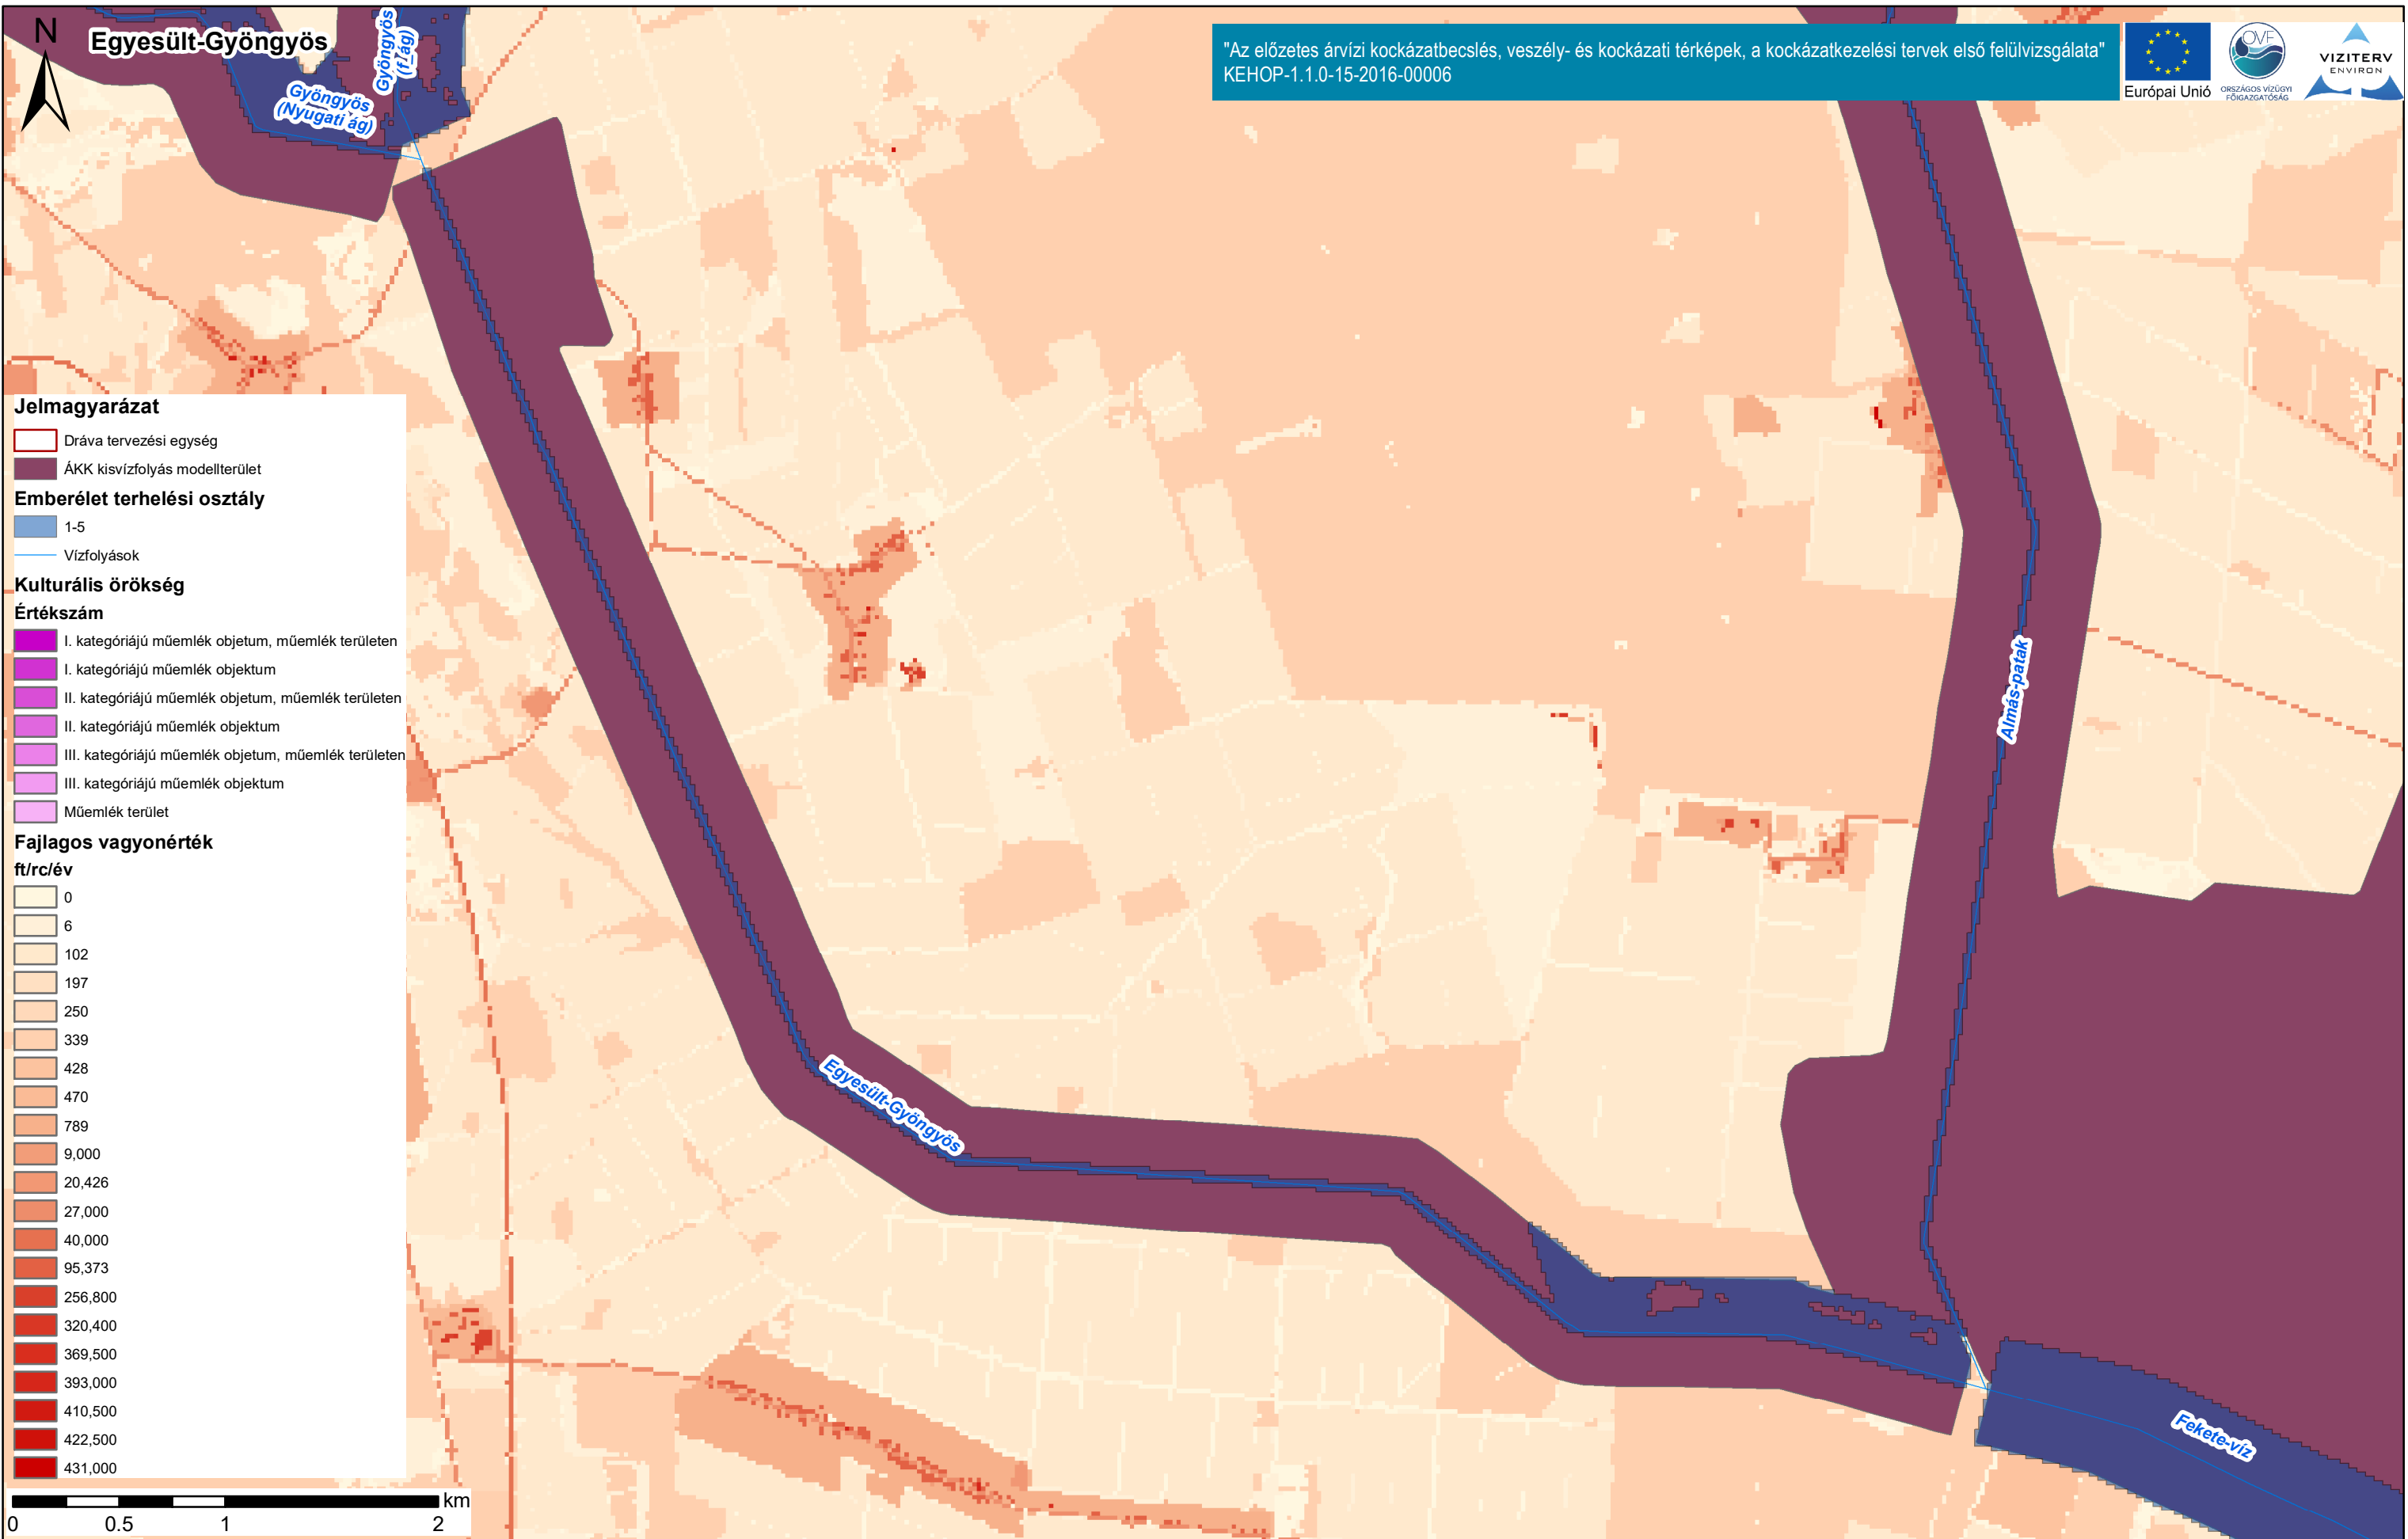 N
Egyesült-Gyöngyös
Gyöngyös
(f_ág)
Gyöngyös
(Nyugati ág)
"Az előzetes árvízi kockázatbecslés, veszély- és kockázati térképek, a kockázatkezelési tervek első felülvizsgálata"
KEHOP-1.1.0-15-2016-00006
Európai Unió
OVF
ORSZÁGOS VÍZÜGYI
FŐIGAZGATÓSÁG
VIZITERV
ENVIRON
Jelmagyarázat
Dráva tervezési egység
ÁKK kisvízfolyás modellterület
Emberélet terhelési osztály
1-5
Vízfolyások
Kulturális örökség
Értékszám
I. kategóriájú műemlék objetum, műemlék területen
I. kategóriájú műemlék objektum
II. kategóriájú műemlék objetum, műemlék területen
II. kategóriájú műemlék objektum
III. kategóriájú műemlék objetum, műemlék területen
III. kategóriájú műemlék objektum
Műemlék terület
Fajlagos vagyonérték
ft/rc/év
0
6
102
197
250
339
428
470
789
9,000
20,426
27,000
40,000
95,373
256,800
320,400
369,500
393,000
410,500
422,500
431,000
km
0 0.5 1 2
Almás-patak
Egyesült-Gyöngyös
Fekete-víz